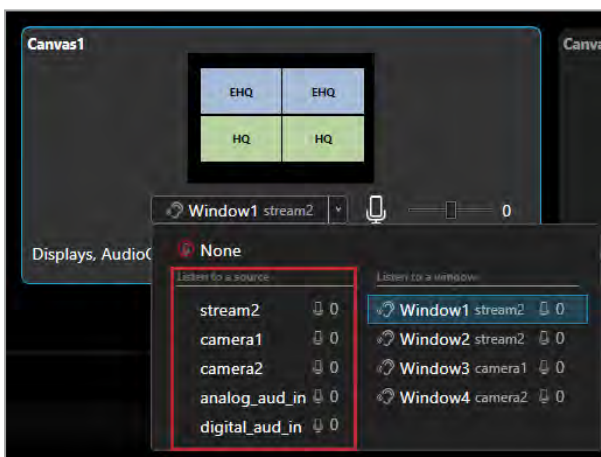 Canvas1
Canva
EHQ EHQ
HQ HQ
Window1 stream2 0
Displays, Audio
None
Listen to a source
Listen to a window
stream2 0
Window1 stream2 0
camera1 0
Window2 stream2 0
camera2 0
Window3 camera1 0
analog_aud_in 0
Window4 camera2 0
digital_aud_in 0